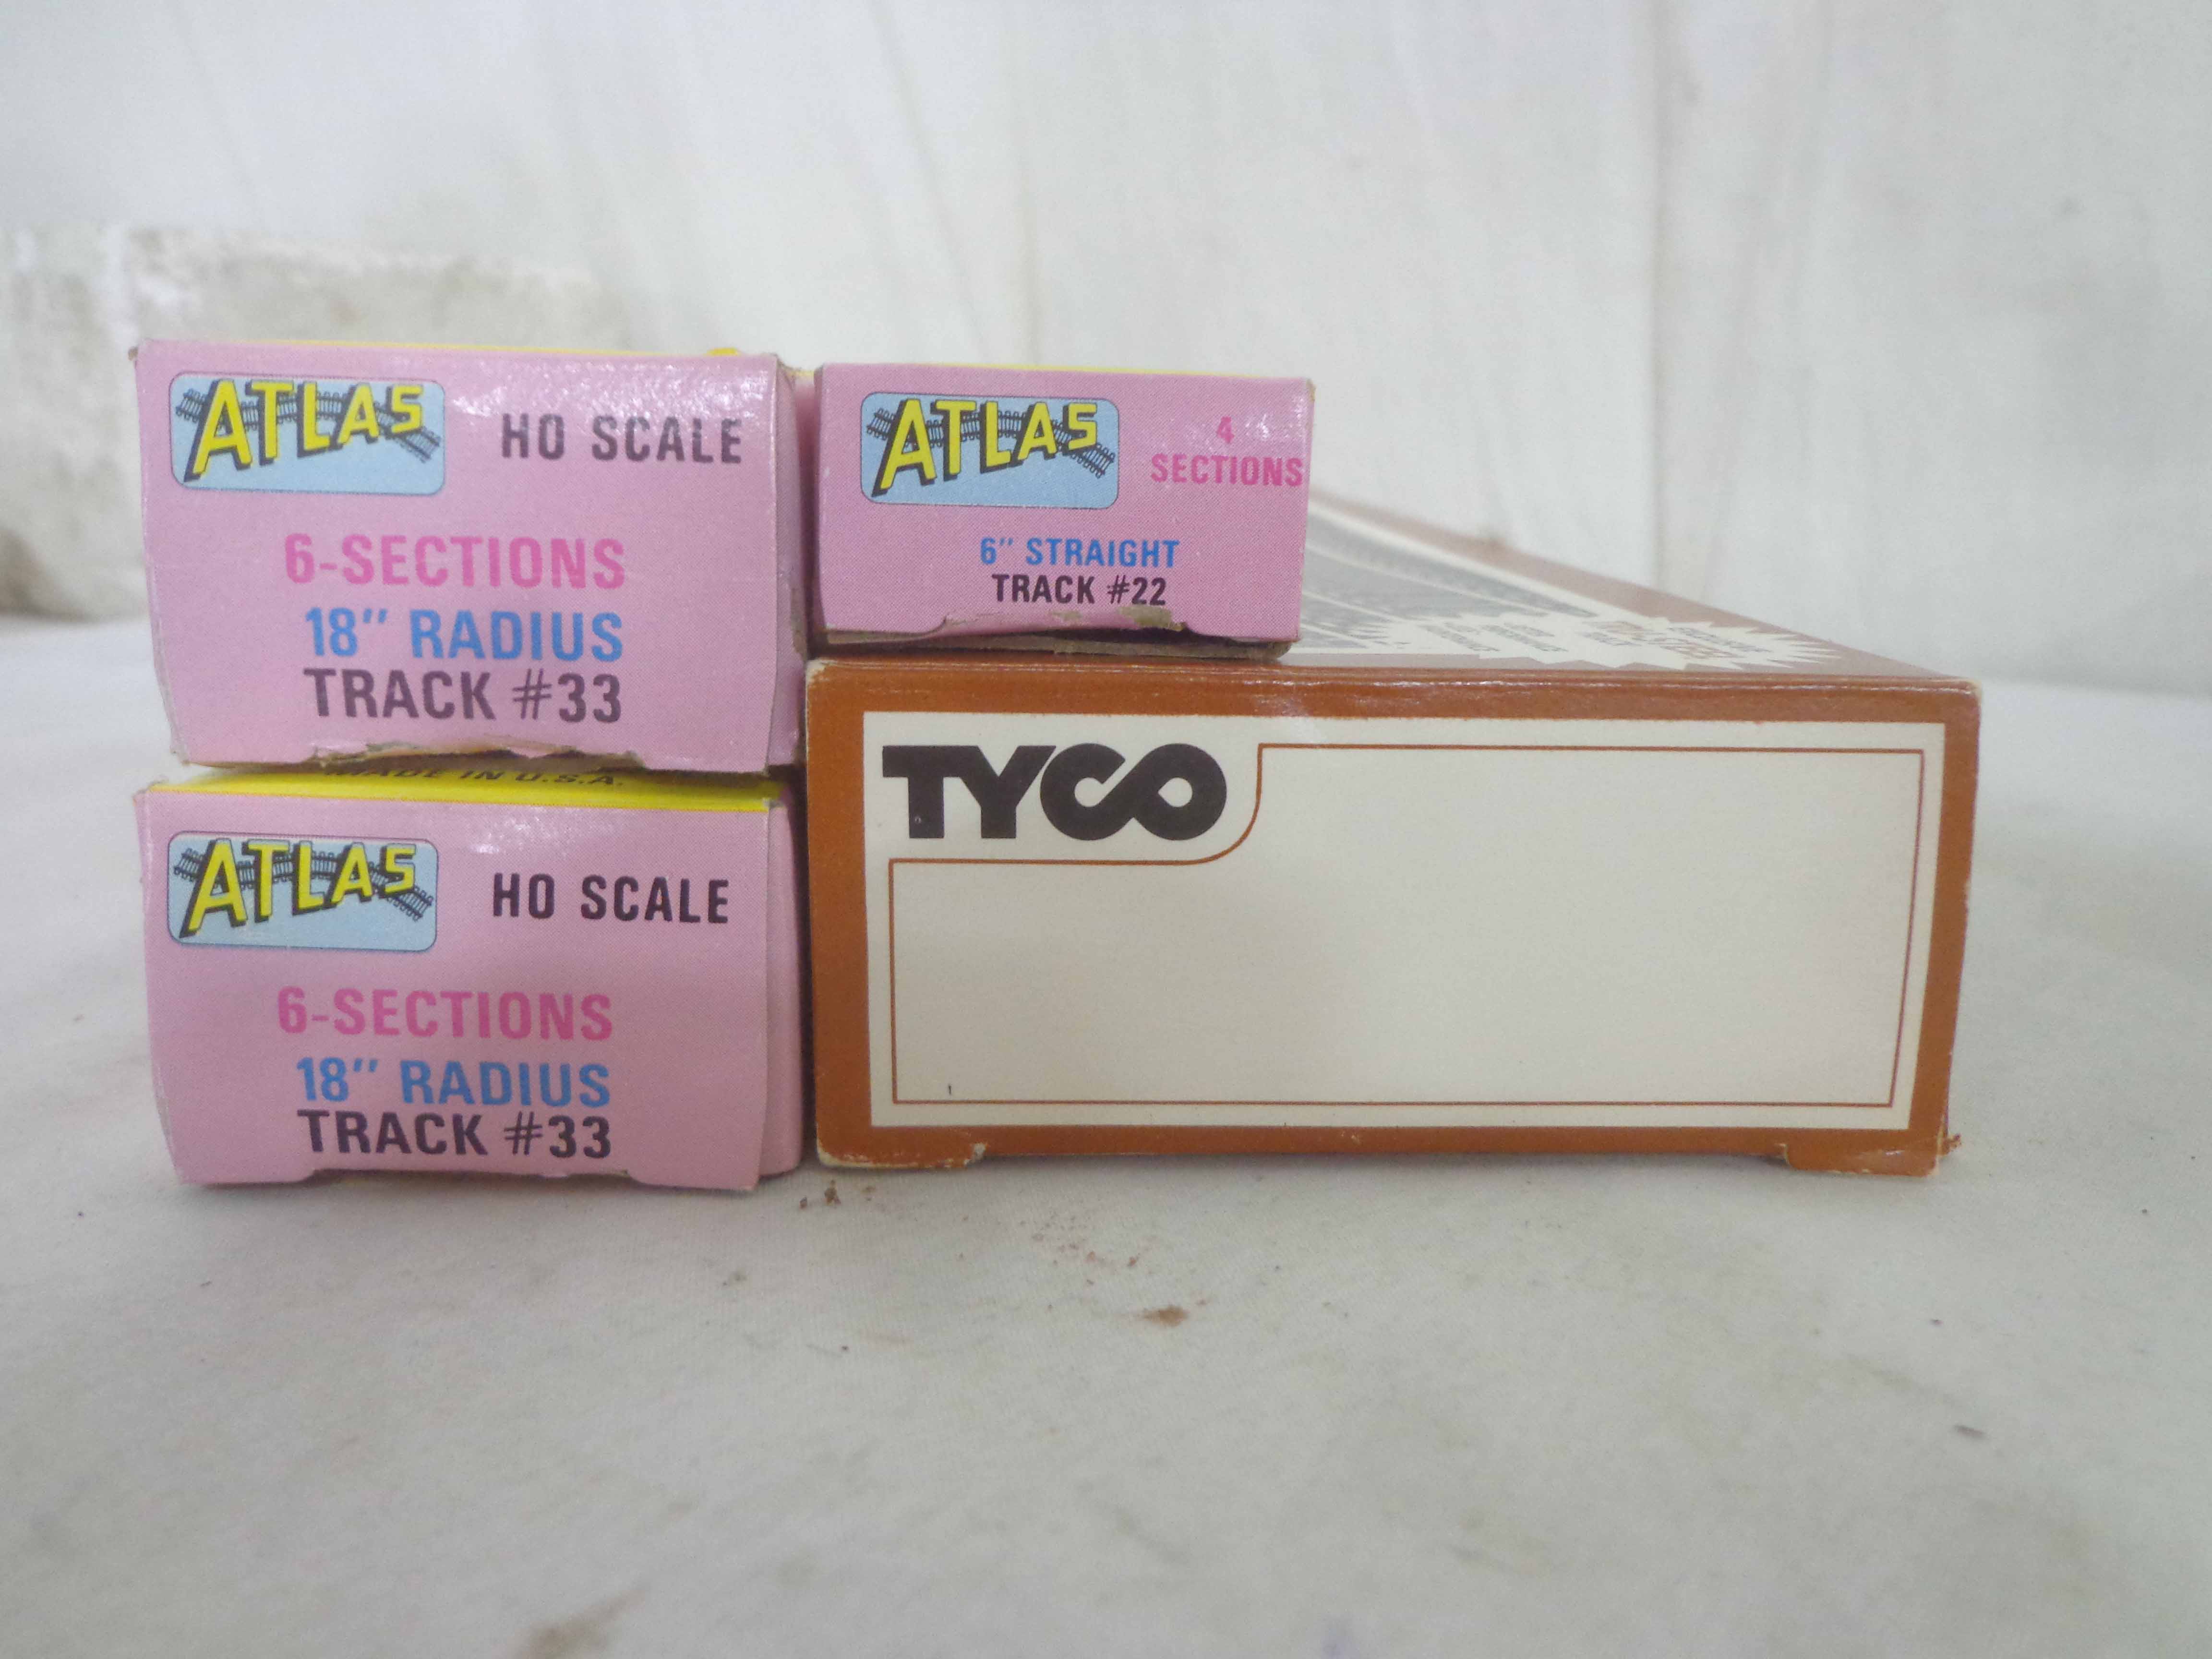 ATLAS HO SCALE
6-SECTIONS
18" RADIUS
TRACK #33
ATLAS
4
SECTIONS
6" STRAIGHT
TRACK #22
MADE IN U.S.A.
ATLAS HO SCALE
6-SECTIONS
18" RADIUS
TRACK #33
TYCO